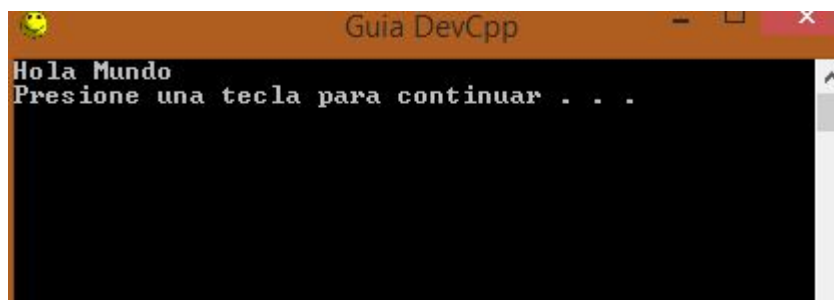 Guia DevCpp
Hola Mundo
Presione una tecla para continuar . . .